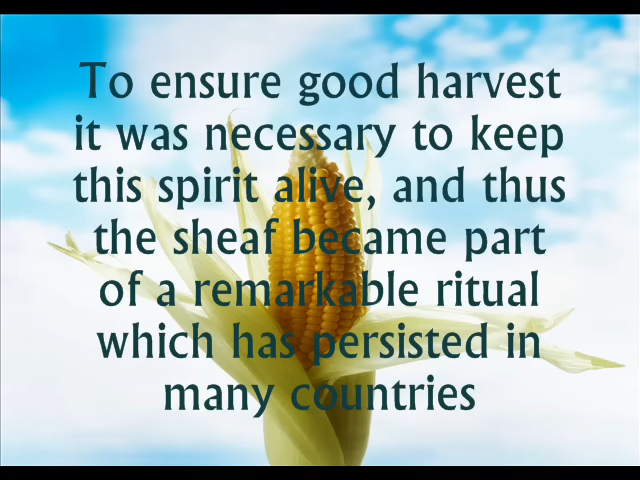 To ensure good harvest
it was necessary to keep
this spirit alive, and thus
the sheaf became part
of a remarkable ritual
which has persisted in
many countries